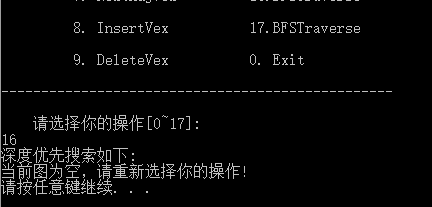 8. InsertVex 17.BFSTraverse
9. DeleteVex 0. Exit
------------------------------------------------
请选择你的操作[0~17]:
16
深度优先搜索如下:
当前图为空，请重新选择你的操作!
请按任意键继续. . .